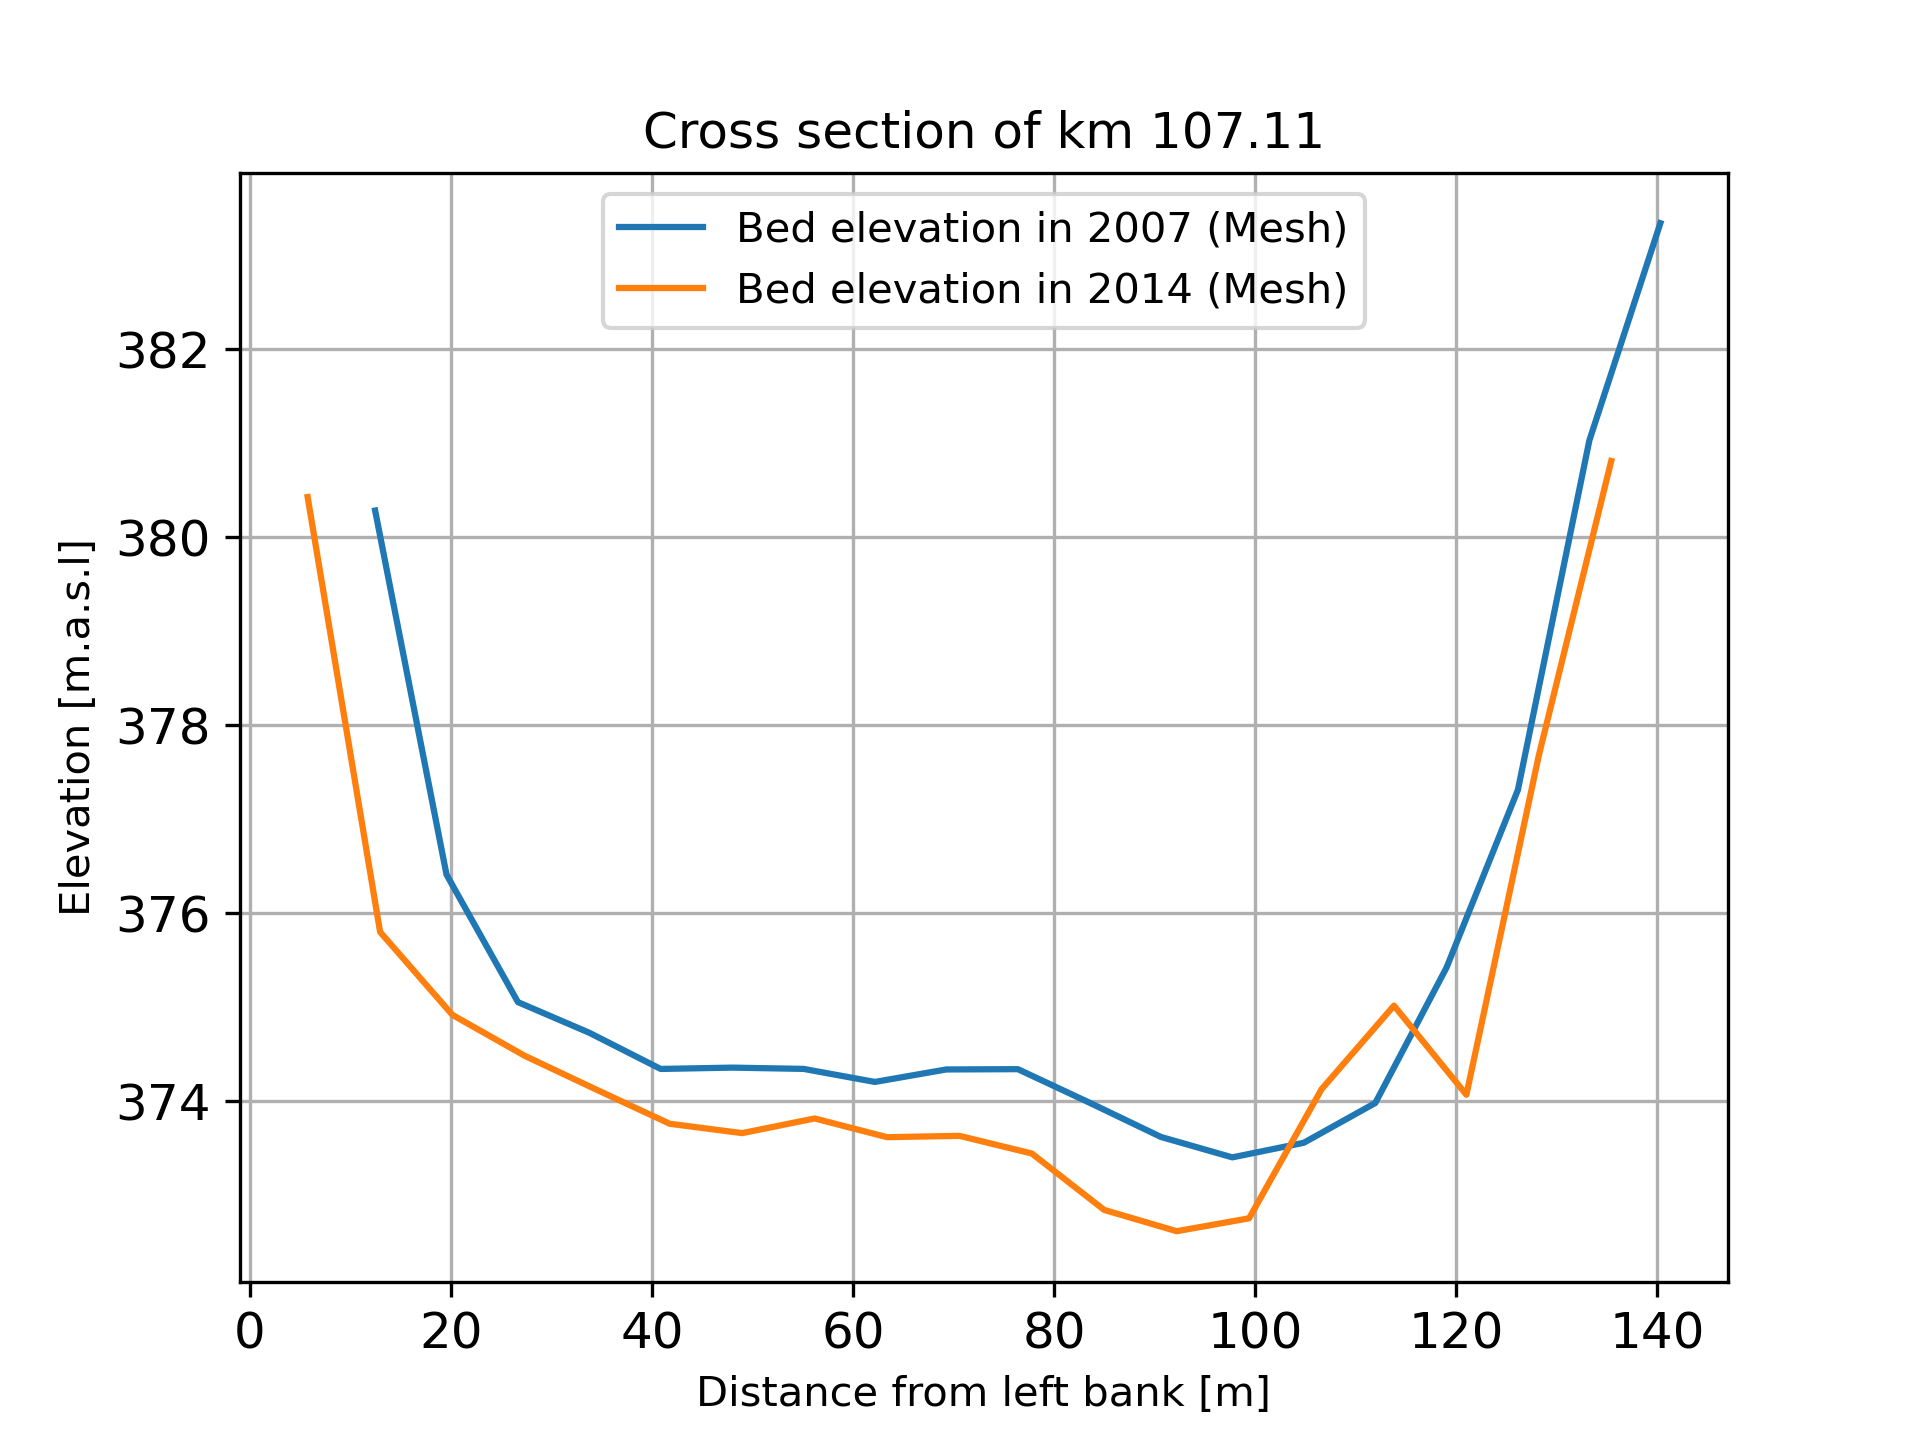 Cross section of km 107.11
Bed elevation in 2007 (Mesh)
Bed elevation in 2014 (Mesh)
382
380
378
376
374
Elevation [m.a.s.l]
0 20 40 60 80 100 120 140
Distance from left bank [m]